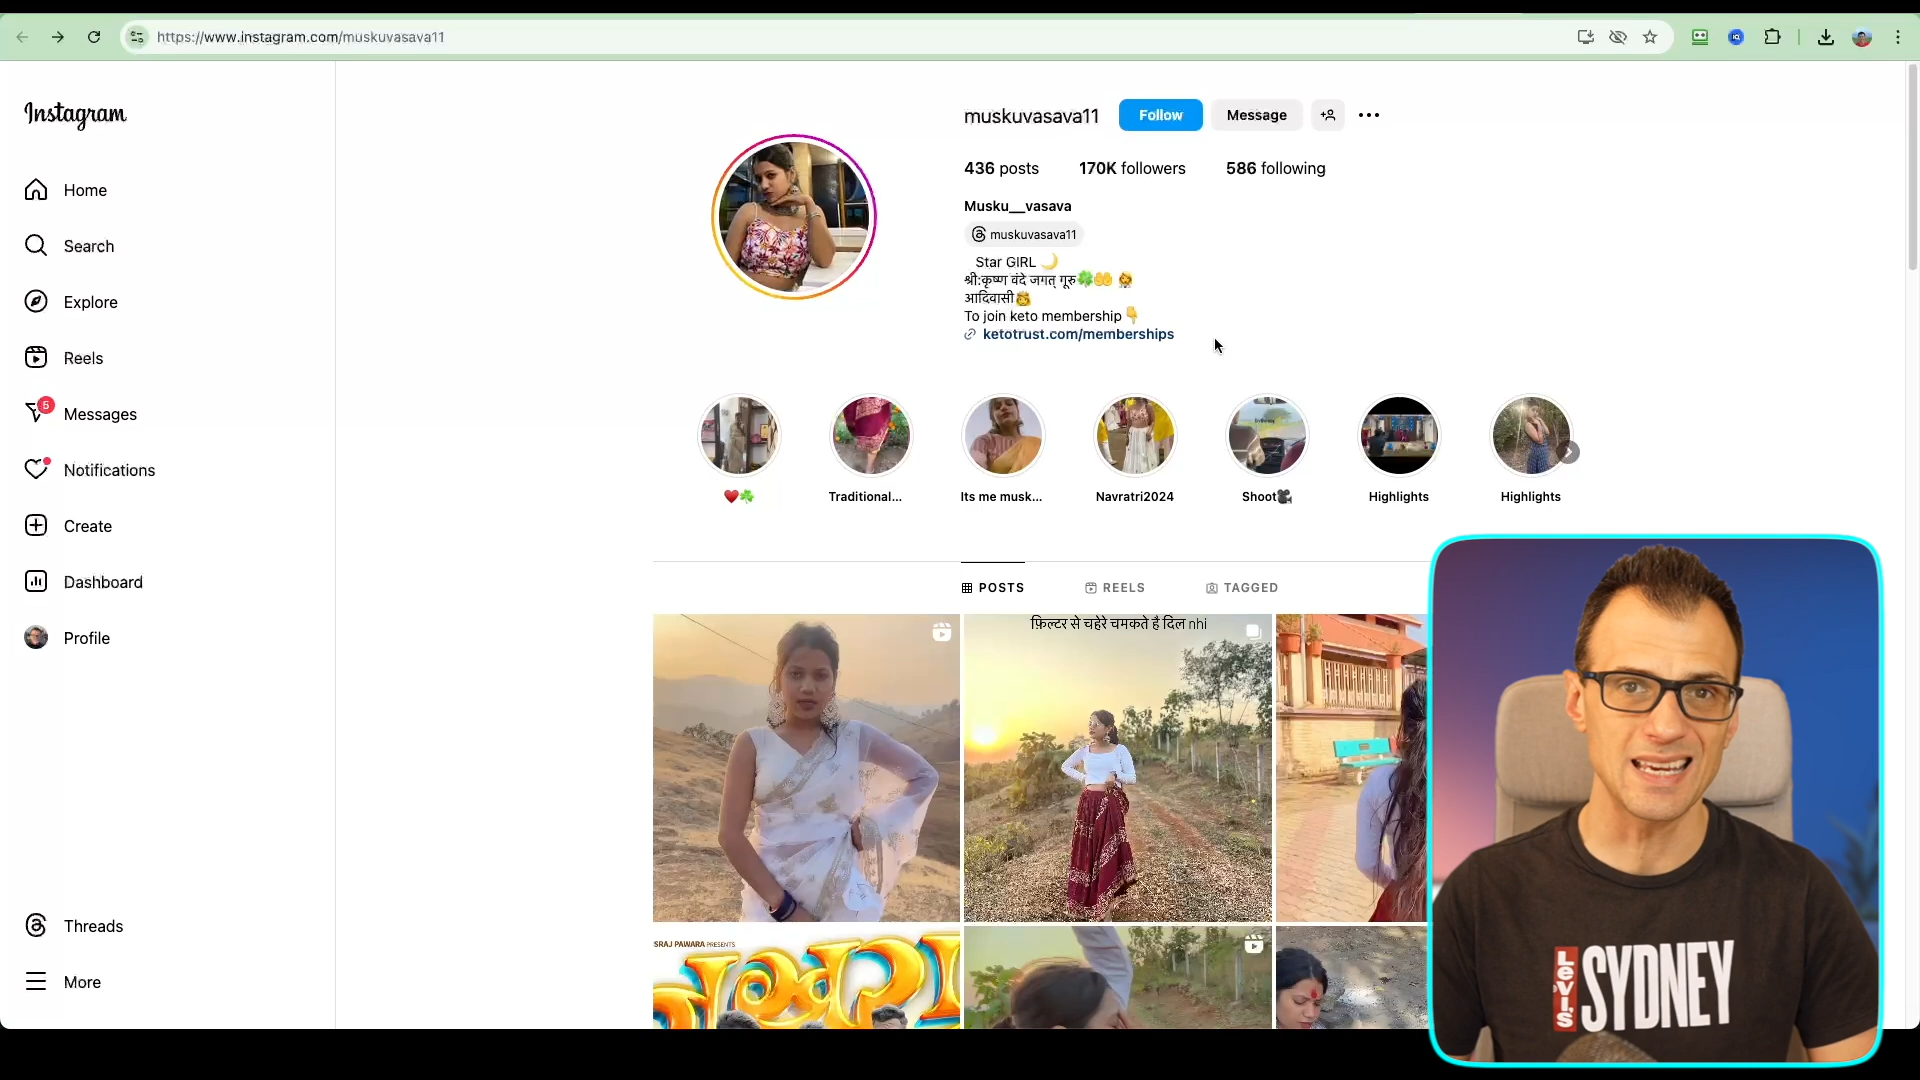 https://www.instagram.com/muskuvasava11
Instagram
Home
Search
Explore
Reels
5
Messages
Notifications
Create
Dashboard
Profile
Threads
More
muskuvasava11
Follow
Message
436 posts
170K followers
586 following
Musku__vasava
muskuvasava11
Star GIRL 🌙
श्री:कृष्ण वंदे जगत् गूरु🍀🤲 👰
आदिवासी👸
To join keto membership👇
ketotrust.com/memberships
❤️☘️
Traditional...
Its me musk...
Navratri2024
Shoot🎥
Highlights
Highlights
POSTS
REELS
TAGGED
फ़िल्टर से चहेरे चमकते है दिल nhi
SRAJ PAWARA PRESENTS
Levi's
SYDNEY